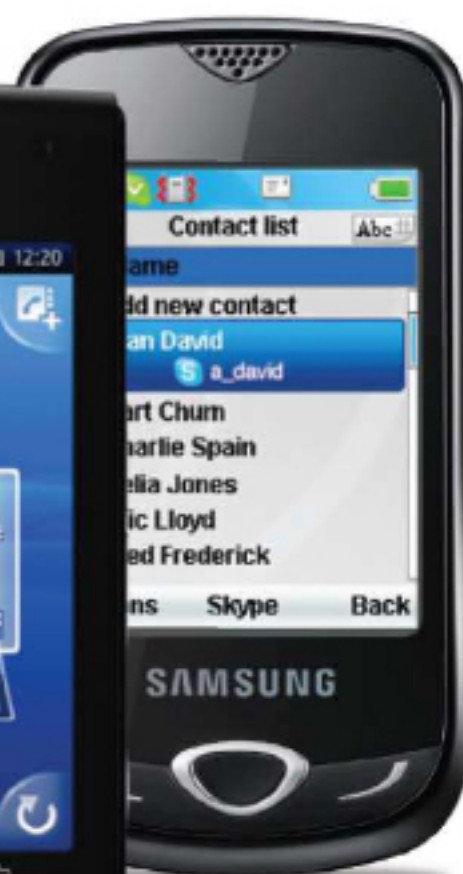 12:20
Contact list
Abc
ame
dd new contact
an David
S a_david
art Churn
harlie Spain
elia Jones
ic Lloyd
ed Frederick
ns Skype Back
SAMSUNG